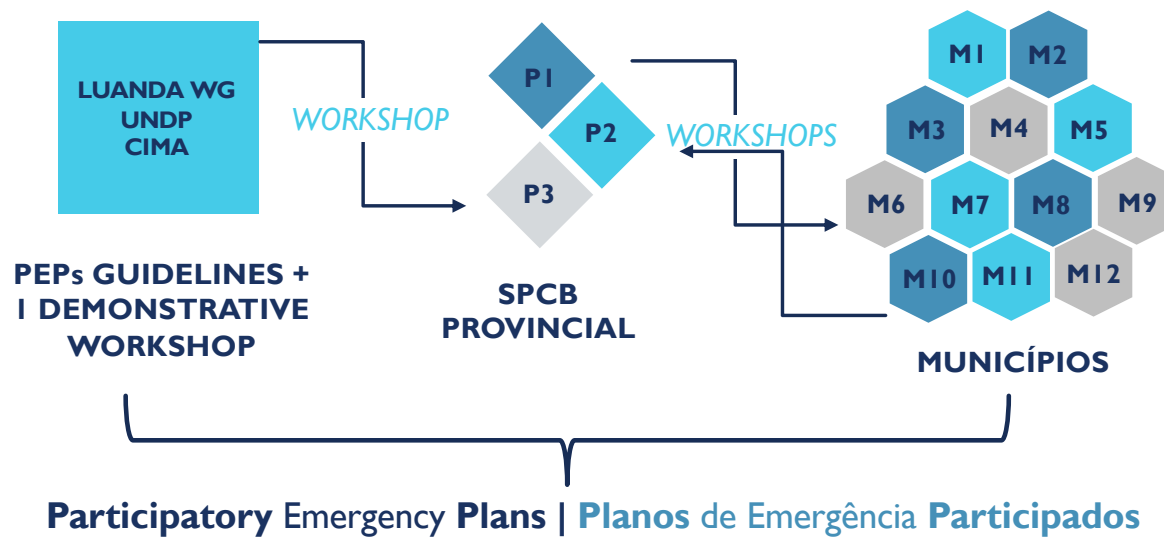 LUANDA WG
UNDP
CIMA
WORKSHOP
PEPs GUIDELINES +
1 DEMONSTRATIVE
WORKSHOP
P1
P2
P3
SPCB
PROVINCIAL
WORKSHOPS
M1 M2
M3 M4 M5
M6 M7 M8 M9
M10 M11 M12
MUNICÍPIOS
Participatory Emergency Plans | Planos de Emergência Participados